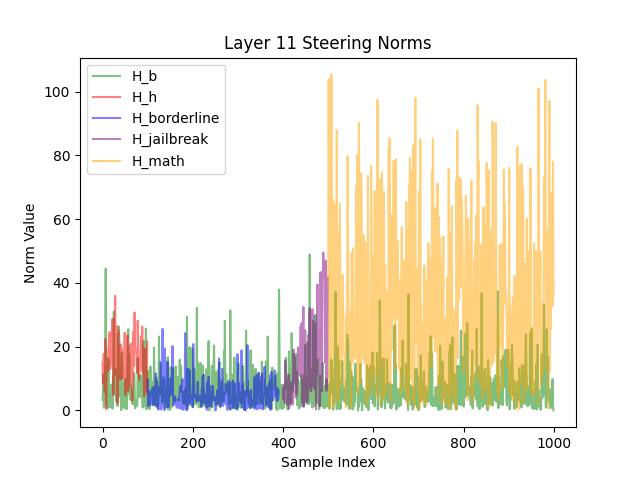 Layer 11 Steering Norms
H_b
H_h
H_borderline
H_jailbreak
H_math
Norm Value
100
80
60
40
20
0
0 200 400 600 800 1000
Sample Index